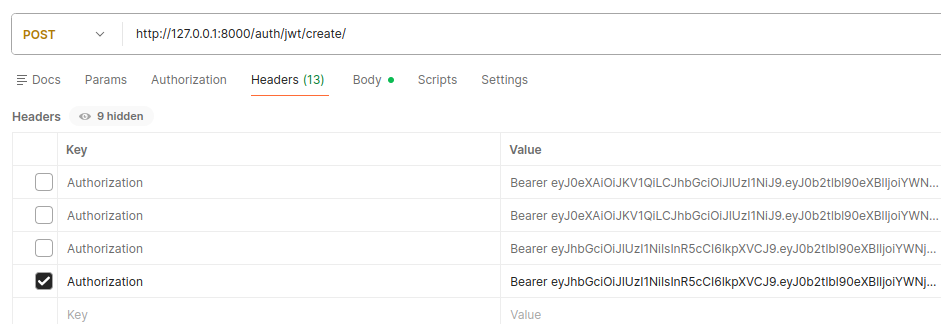 POST http://127.0.0.1:8000/auth/jwt/create/
Docs Params Authorization Headers (13) Body Scripts Settings
Headers 9 hidden
Key Value
Authorization Bearer eyJ0eXAiOiJKV1QiLCJhbGciOiJIUzI1NiJ9.eyJ0b2tlbl90eXBlIjoiYWN...
Authorization Bearer eyJ0eXAiOiJKV1QiLCJhbGciOiJIUzI1NiJ9.eyJ0b2tlbl90eXBlIjoiYWN...
Authorization Bearer eyJhbGciOiJIUzI1NiIsInR5cCI6IkpXVCJ9.eyJ0b2tlbl90eXBlIjoiYWNj...
Authorization Bearer eyJhbGciOiJIUzI1NiIsInR5cCI6IkpXVCJ9.eyJ0b2tlbl90eXBlIjoiYWNj...
Key Value